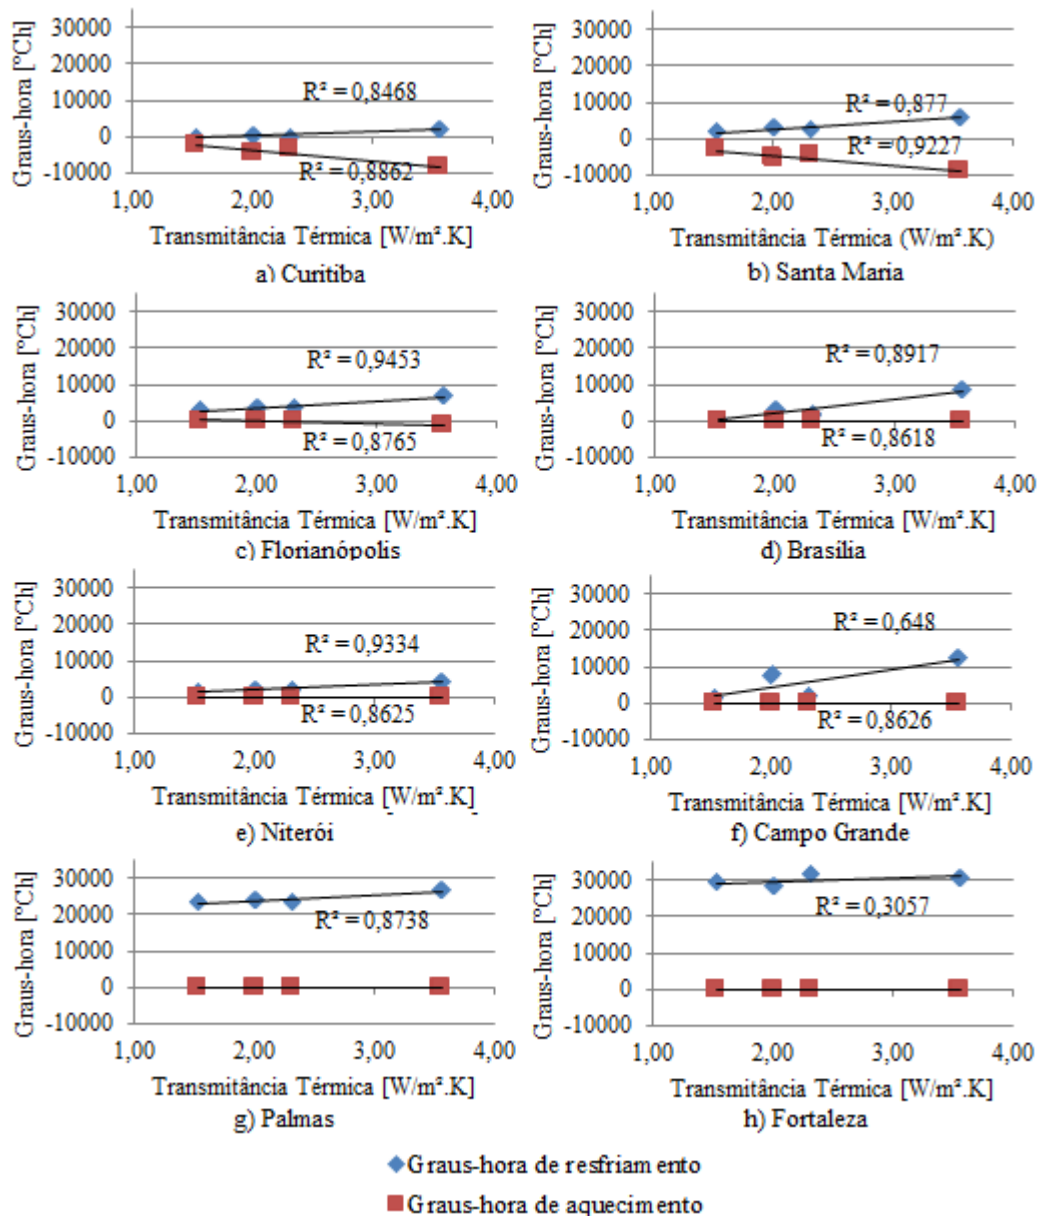 Graus-hora [°Ch]
30000
20000
10000
0
-10000
R² = 0,8468
R² = 0,8862
1,00 2,00 3,00 4,00
Transmitância Térmica [W/m².K]
a) Curitiba
Graus-hora [°Ch]
30000
20000
10000
0
-10000
R² = 0,877
R² = 0,9227
1,00 2,00 3,00 4,00
Transmitância Térmica (W/m².K)
b) Santa Maria
Graus-hora [°Ch]
30000
20000
10000
0
-10000
R² = 0,9453
R² = 0,8765
1,00 2,00 3,00 4,00
Transmitância Térmica [W/m².K]
c) Florianópolis
Graus-hora [°Ch]
30000
20000
10000
0
-10000
R² = 0,8917
R² = 0,8618
1,00 2,00 3,00 4,00
Transmitância Térmica [W/m².K]
d) Brasília
Graus-hora [°Ch]
30000
20000
10000
0
-10000
R² = 0,9334
R² = 0,8625
1,00 2,00 3,00 4,00
Transmitância Térmica [W/m².K]
e) Niterói
Graus-hora [°Ch]
30000
20000
10000
0
-10000
R² = 0,648
R² = 0,8626
1,00 2,00 3,00 4,00
Transmitância Térmica [W/m².K]
f) Campo Grande
Graus-hora [°Ch]
30000
20000
10000
0
-10000
R² = 0,8738
1,00 2,00 3,00 4,00
Transmitância Térmica [W/m².K]
g) Palmas
Graus-hora [°Ch]
30000
20000
10000
0
-10000
R² = 0,3057
1,00 2,00 3,00 4,00
Transmitância Térmica [W/m².K]
h) Fortaleza
Graus-hora de resfriamento
Graus-hora de aquecimento